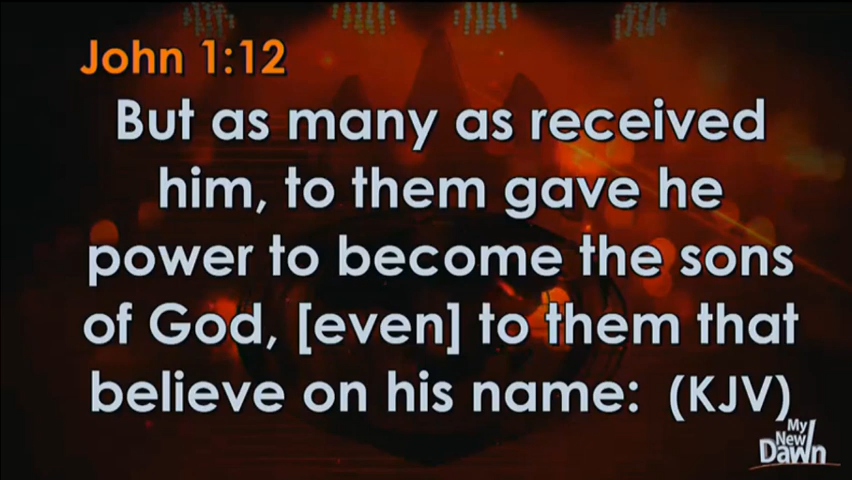 John 1:12
But as many as received
him, to them gave he
power to become the sons
of God, [even] to them that
believe on his name: (KJV)
My
New
Dawn